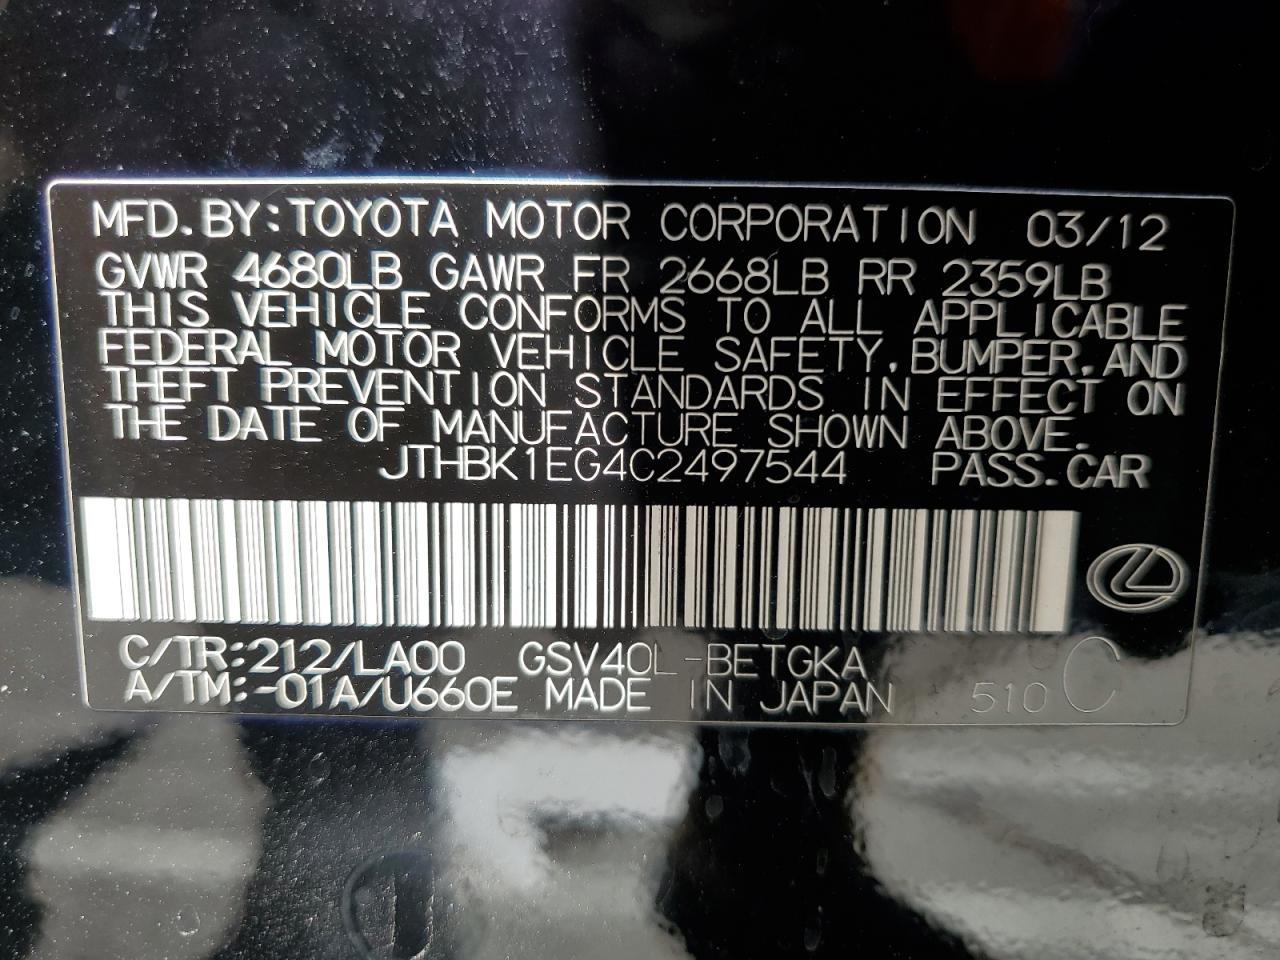 MFD.BY:TOYOTA MOTOR CORPORATION 03/12
GVWR 4680LB GAWR FR 2668LB RR 2359LB
THIS VEHICLE CONFORMS TO ALL APPLICABLE
FEDERAL MOTOR VEHICLE SAFETY,BUMPER,AND
THEFT PREVENTION STANDARDS IN EFFECT ON
THE DATE OF MANUFACTURE SHOWN ABOVE.
JTHBK1EG4C2497544 PASS.CAR
C/TR:212/LA00 GSV40L-BETGKA
A/TM:-01A/U660E MADE IN JAPAN 510 C